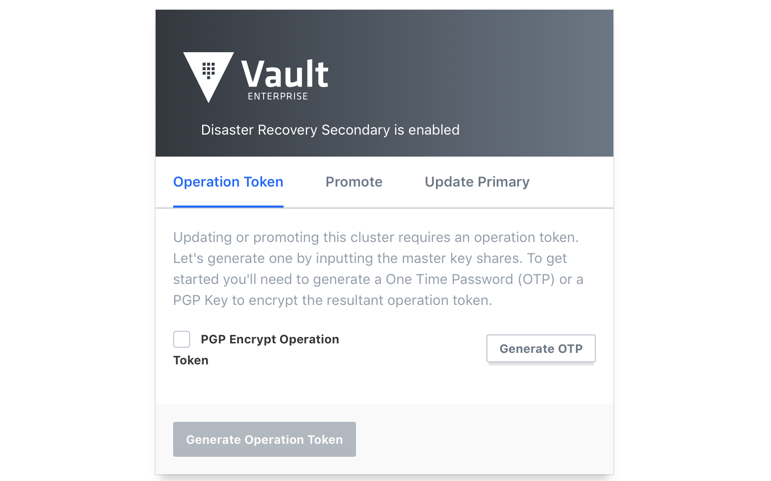 Vault
ENTERPRISE
Disaster Recovery Secondary is enabled
Operation Token
Promote
Update Primary
Updating or promoting this cluster requires an operation token.
Let's generate one by inputting the master key shares. To get
started you'll need to generate a One Time Password (OTP) or a
PGP Key to encrypt the resultant operation token.
PGP Encrypt Operation
Token
Generate OTP
Generate Operation Token